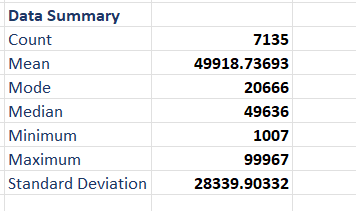 Data Summary
Count 7135
Mean 49918.73693
Mode 20666
Median 49636
Minimum 1007
Maximum 99967
Standard Deviation 28339.90332